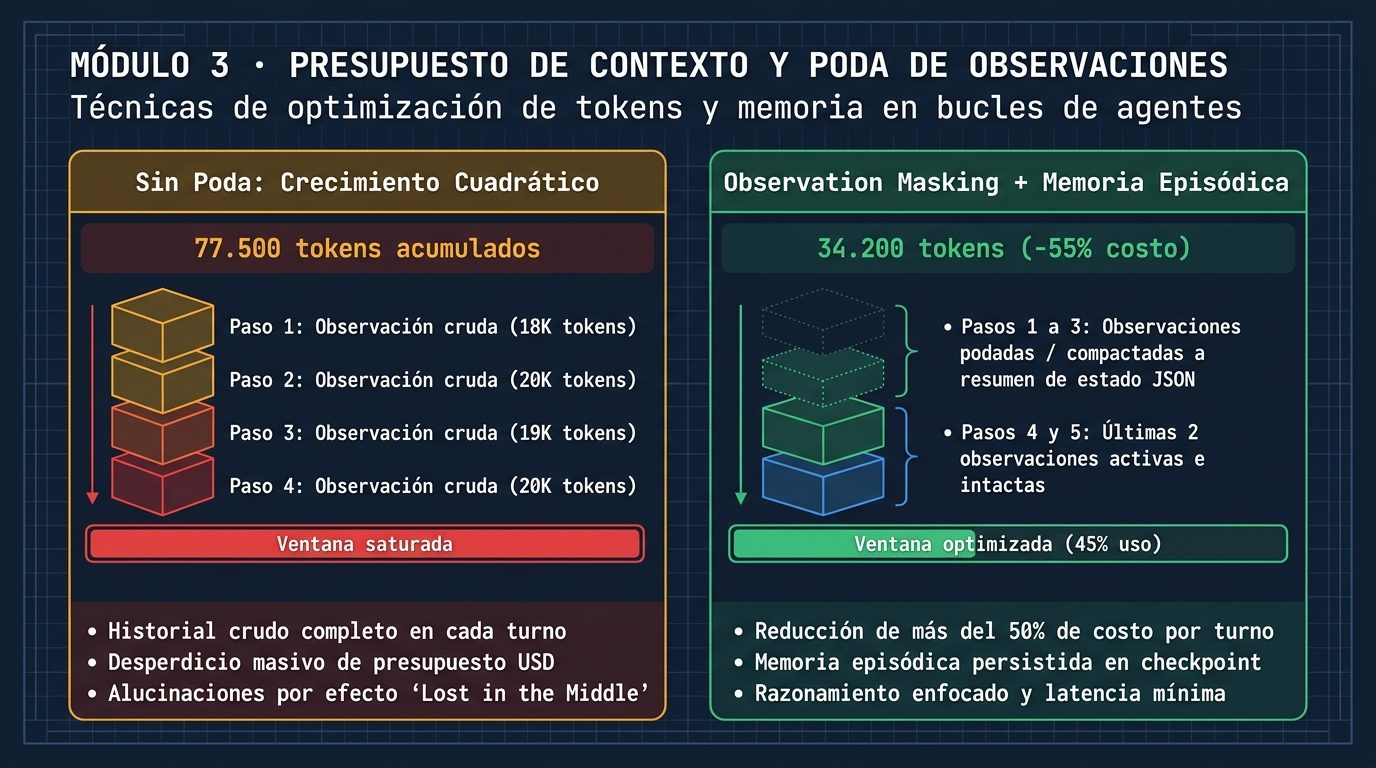 MÓDULO 3 · PRESUPUESTO DE CONTEXTO Y PODA DE OBSERVACIONES
Técnicas de optimización de tokens y memoria en bucles de agentes
Sin Poda: Crecimiento Cuadrático
77.500 tokens acumulados
Paso 1: Observación cruda (18K tokens)
Paso 2: Observación cruda (20K tokens)
Paso 3: Observación cruda (19K tokens)
Paso 4: Observación cruda (20K tokens)
Ventana saturada
• Historial crudo completo en cada turno
• Desperdicio masivo de presupuesto USD
• Alucinaciones por efecto ‘Lost in the Middle’
Observation Masking + Memoria Episódica
34.200 tokens (-55% costo)
• Pasos 1 a 3: Observaciones
podadas / compactadas a
resumen de estado JSON
• Pasos 4 y 5: Últimas 2
observaciones activas e
intactas
Ventana optimizada (45% uso)
• Reducción de más del 50% de costo por turno
• Memoria episódica persistida en checkpoint
• Razonamiento enfocado y latencia mínima